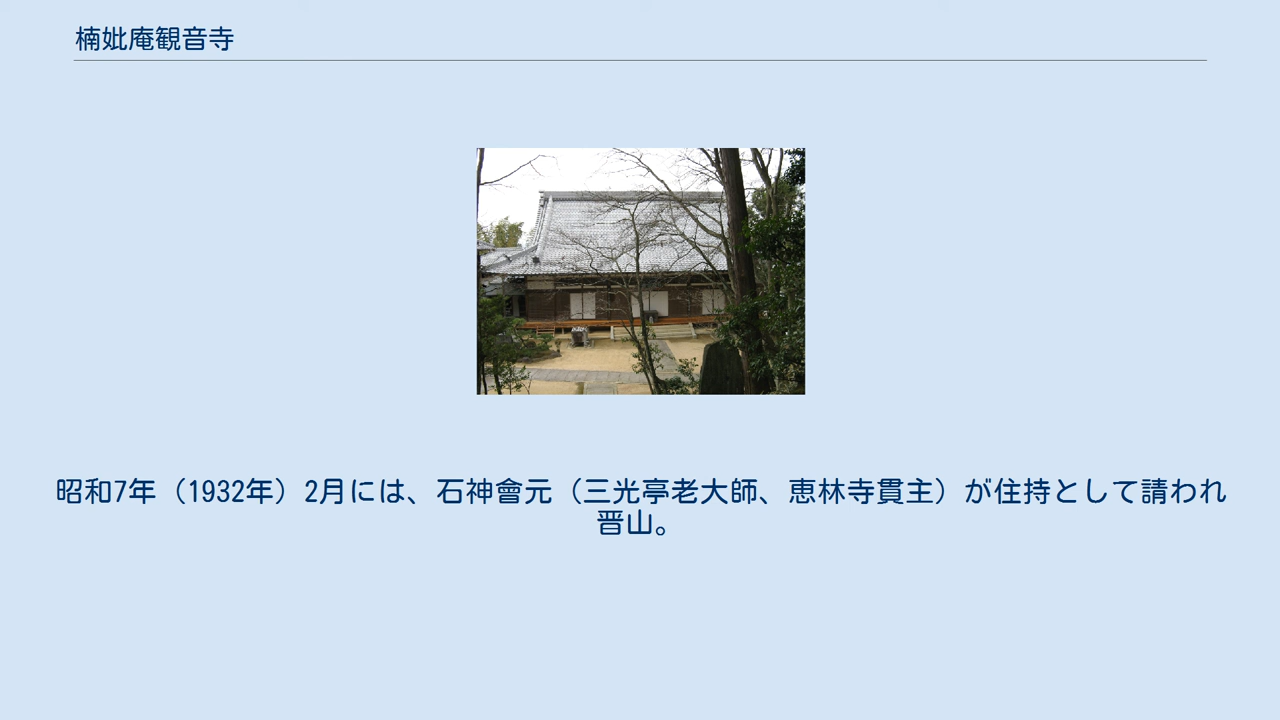 楠妣庵観音寺
昭和7年（1932年）2月には、石神會元（三光亭老大師、恵林寺貫主）が住持として請われ
晋山。